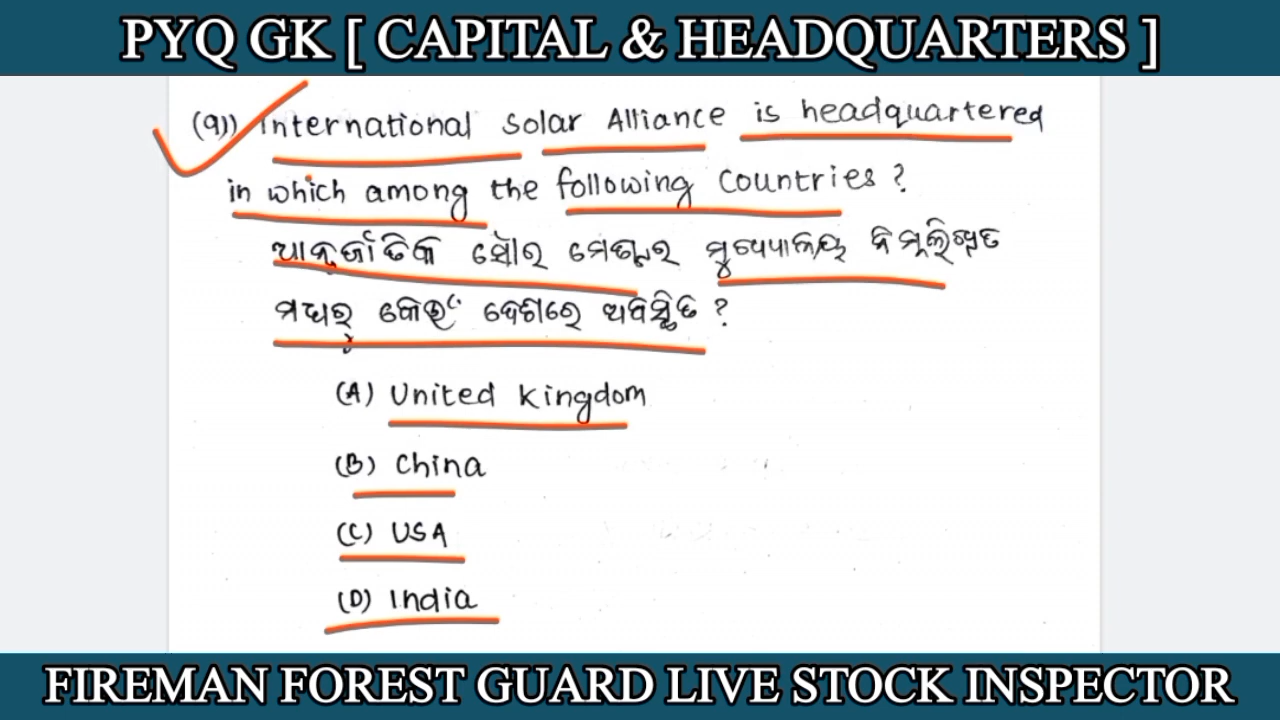 PYQ GK [ CAPITAL & HEADQUARTERS ]
(9)) International Solar Alliance is headquartered
in which among the following Countries ?
ଆନ୍ତର୍ଜାତିକ ସୌର ମେଣ୍ଟର ମୁଖ୍ୟାଳୟ ନିମ୍ନଲିଖିତ
ମଧ୍ୟରୁ କେଉଁ ଦେଶରେ ଅବସ୍ଥିତ ?
(A) United Kingdom
(B) China
(C) USA
(D) India
FIREMAN FOREST GUARD LIVE STOCK INSPECTOR